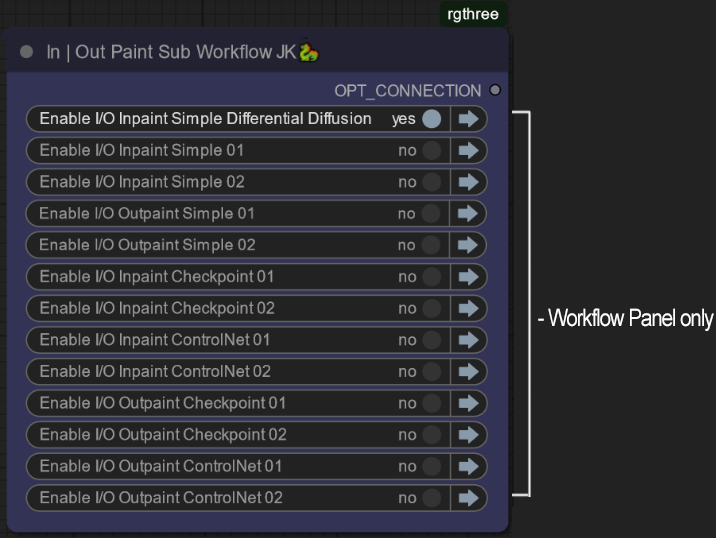 rgthree
In | Out Paint Sub Workflow JK🐉
OPT_CONNECTION
Enable I/O Inpaint Simple Differential Diffusion yes
Enable I/O Inpaint Simple 01 no
Enable I/O Inpaint Simple 02 no
Enable I/O Outpaint Simple 01 no
Enable I/O Outpaint Simple 02 no
Enable I/O Inpaint Checkpoint 01 no
Enable I/O Inpaint Checkpoint 02 no
Enable I/O Inpaint ControlNet 01 no
Enable I/O Inpaint ControlNet 02 no
Enable I/O Outpaint Checkpoint 01 no
Enable I/O Outpaint Checkpoint 02 no
Enable I/O Outpaint ControlNet 01 no
Enable I/O Outpaint ControlNet 02 no
- Workflow Panel only